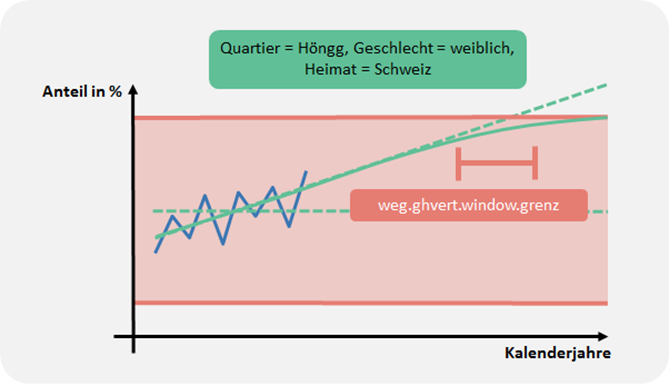 Quartier = Höngg, Geschlecht = weiblich,
Heimat = Schweiz
Anteil in %
weg.ghvert.window.grenz
Kalenderjahre